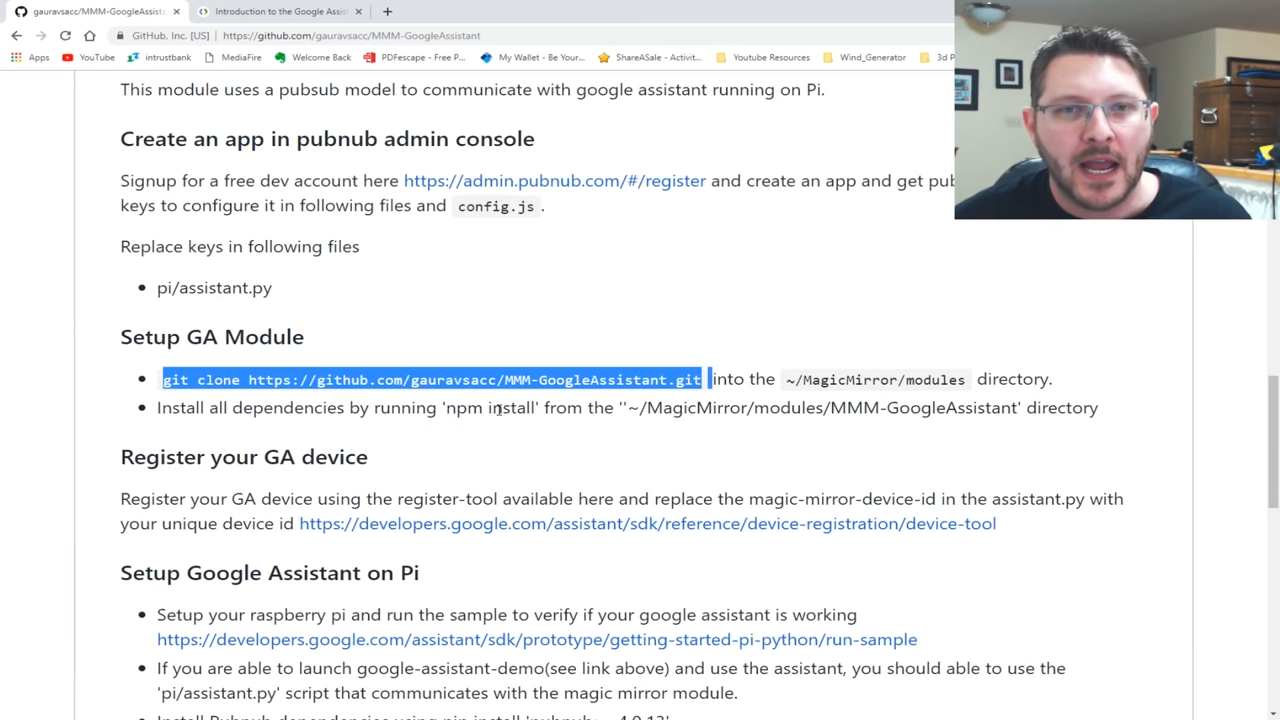 gauravsacc/MMM-GoogleAssista
Introduction to the Google Assis
GitHub, Inc. [US]
https://github.com/gauravsacc/MMM-GoogleAssistant
Apps
YouTube
intrustbank
MediaFire
Welcome Back
PDFescape - Free P...
My Wallet - Be Your...
ShareASale - Activit...
Youtube Resources
Wind_Generator
3d P
This module uses a pubsub model to communicate with google assistant running on Pi.
Create an app in pubnub admin console
Signup for a free dev account here https://admin.pubnub.com/#/register and create an app and get pub
keys to configure it in following files and config.js.
Replace keys in following files
pi/assistant.py
Setup GA Module
git clone https://github.com/gauravsacc/MMM-GoogleAssistant.git into the ~/MagicMirror/modules directory.
Install all dependencies by running 'npm install' from the ''~/MagicMirror/modules/MMM-GoogleAssistant' directory
Register your GA device
Register your GA device using the register-tool available here and replace the magic-mirror-device-id in the assistant.py with
your unique device id https://developers.google.com/assistant/sdk/reference/device-registration/device-tool
Setup Google Assistant on Pi
Setup your raspberry pi and run the sample to verify if your google assistant is working
https://developers.google.com/assistant/sdk/prototype/getting-started-pi-python/run-sample
If you are able to launch google-assistant-demo(see link above) and use the assistant, you should able to use the
'pi/assistant.py' script that communicates with the magic mirror module.